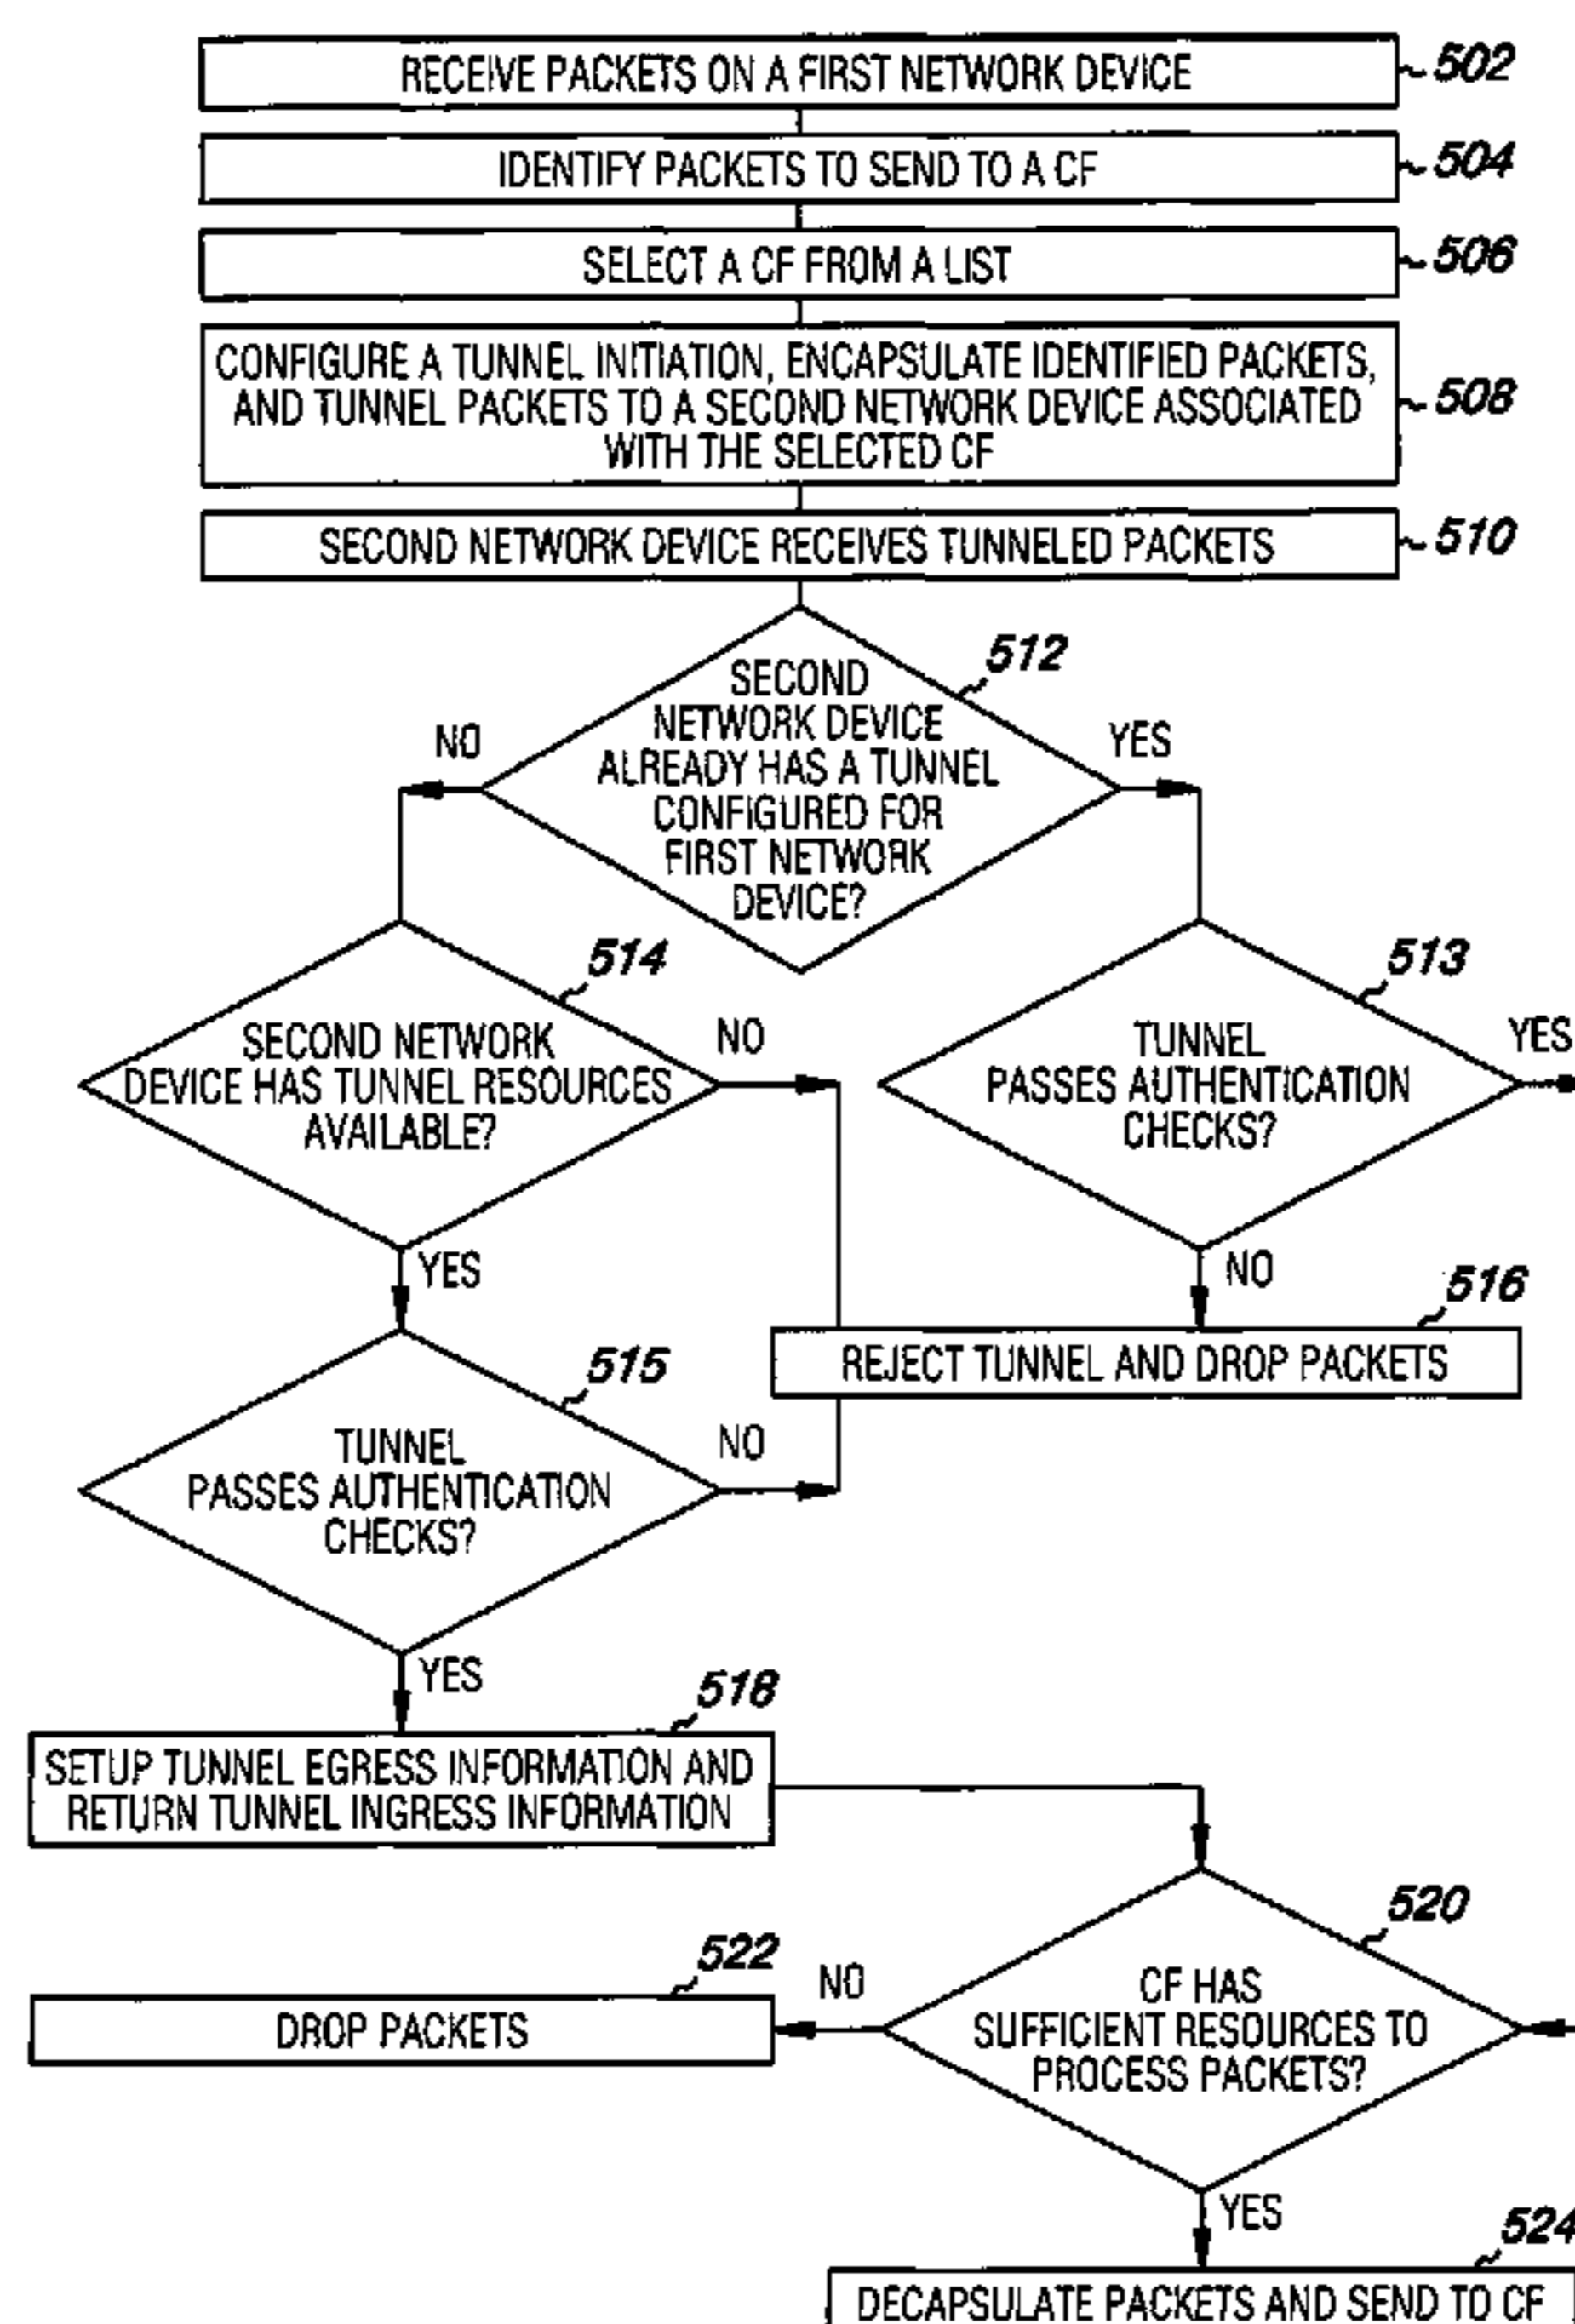 RECEIVE PACKETS ON A FIRST NETWORK DEVICE
502
IDENTIFY PACKETS TO SEND TO A CF
504
SELECT A CF FROM A LIST
506
CONFIGURE A TUNNEL INITIATION, ENCAPSULATE IDENTIFIED PACKETS,
AND TUNNEL PACKETS TO A SECOND NETWORK DEVICE ASSOCIATED
WITH THE SELECTED CF
508
SECOND NETWORK DEVICE RECEIVES TUNNELED PACKETS
510
512
SECOND
NETWORK DEVICE
ALREADY HAS A TUNNEL
CONFIGURED FOR
FIRST NETWORK
DEVICE?
NO
YES
514
SECOND NETWORK
DEVICE HAS TUNNEL RESOURCES
AVAILABLE?
NO
YES
513
TUNNEL
PASSES AUTHENTICATION
CHECKS?
YES
NO
516
REJECT TUNNEL AND DROP PACKETS
515
TUNNEL
PASSES AUTHENTICATION
CHECKS?
NO
YES
518
SETUP TUNNEL EGRESS INFORMATION AND
RETURN TUNNEL INGRESS INFORMATION
520
CF HAS
SUFFICIENT RESOURCES TO
PROCESS PACKETS?
NO
522
DROP PACKETS
YES
524
DECAPSULATE PACKETS AND SEND TO CF